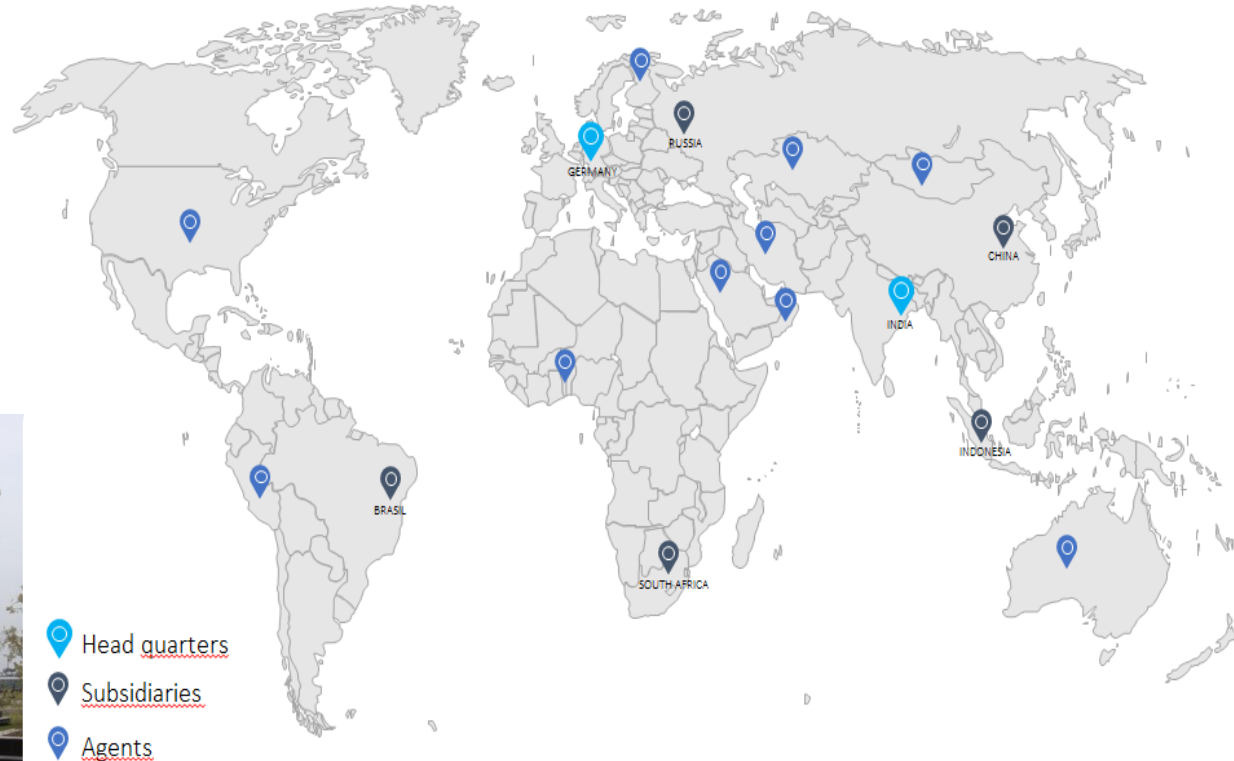 RUSSIA
GERMANY
CHINA
INDIA
INDONESIA
BRASIL
SOUTH AFRICA
Head quarters
Subsidiaries
Agents